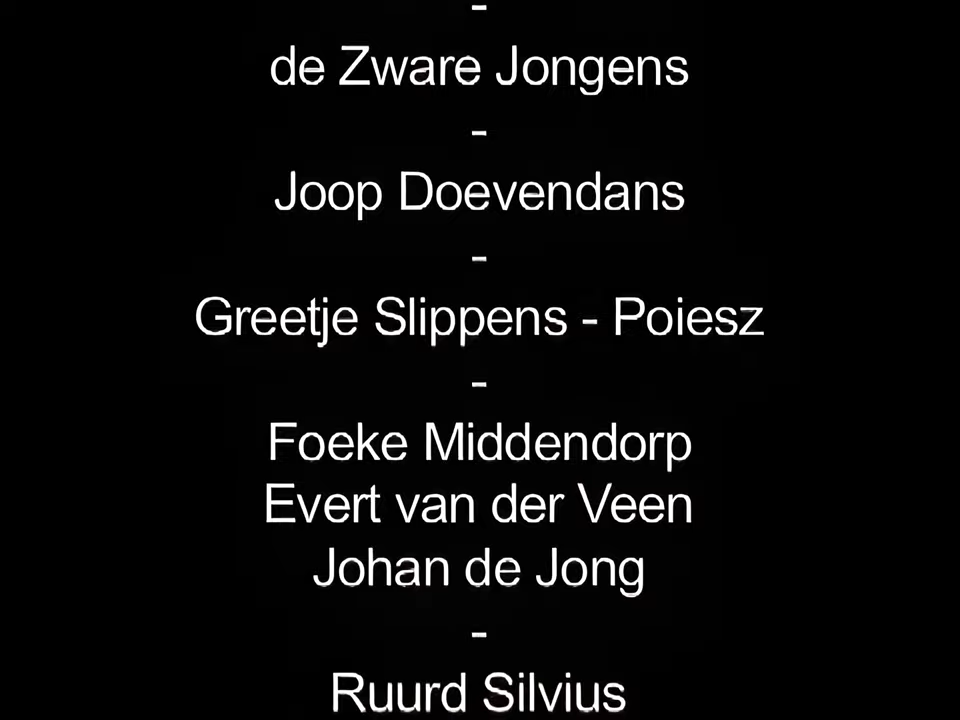 -
de Zware Jongens
-
Joop Doevendans
-
Greetje Slippens - Poiesz
-
Foeke Middendorp
Evert van der Veen
Johan de Jong
-
Ruurd Silvius